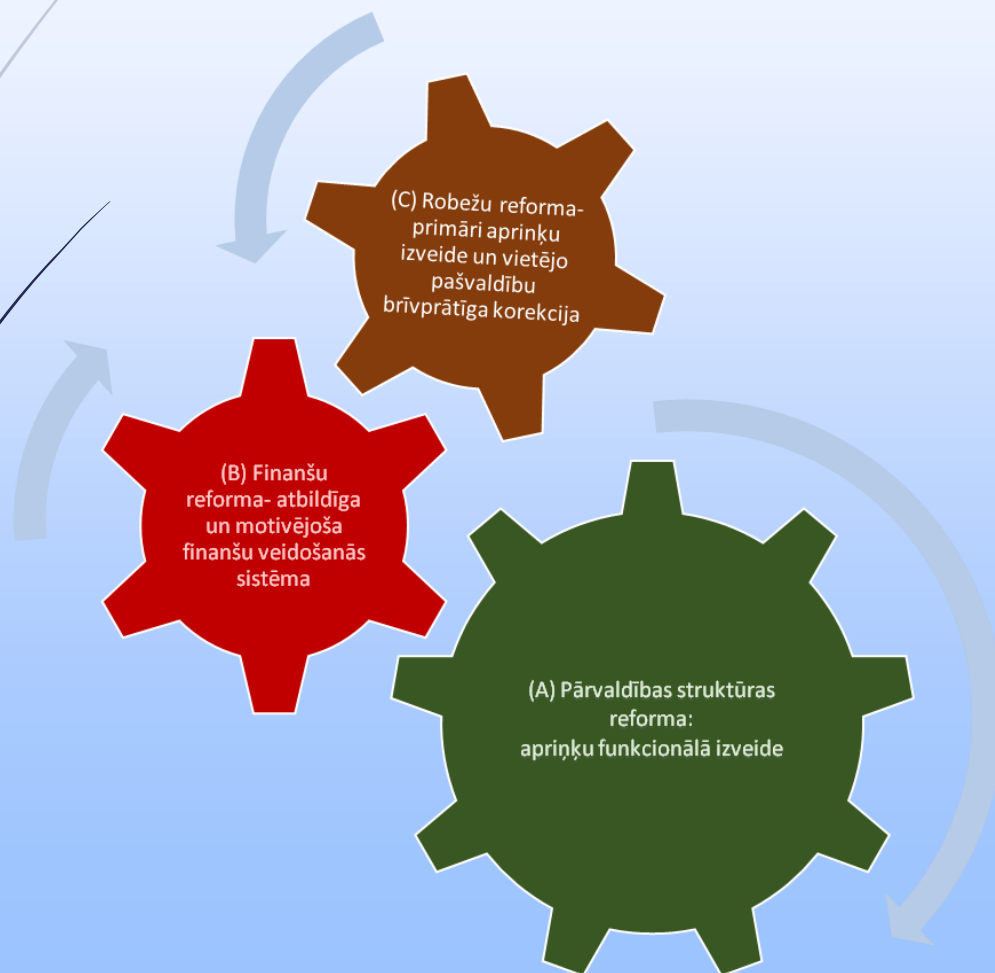 (C) Robežu reforma-
primāri apriņķu
izveide un vietējo
pašvaldību
brīvprātīga korekcija
(B) Finanšu
reforma- atbildīga
un motivējoša
finanšu veidošanās
sistēma
(A) Pārvaldības struktūras
reforma:
apriņķu funkcionālā izveide